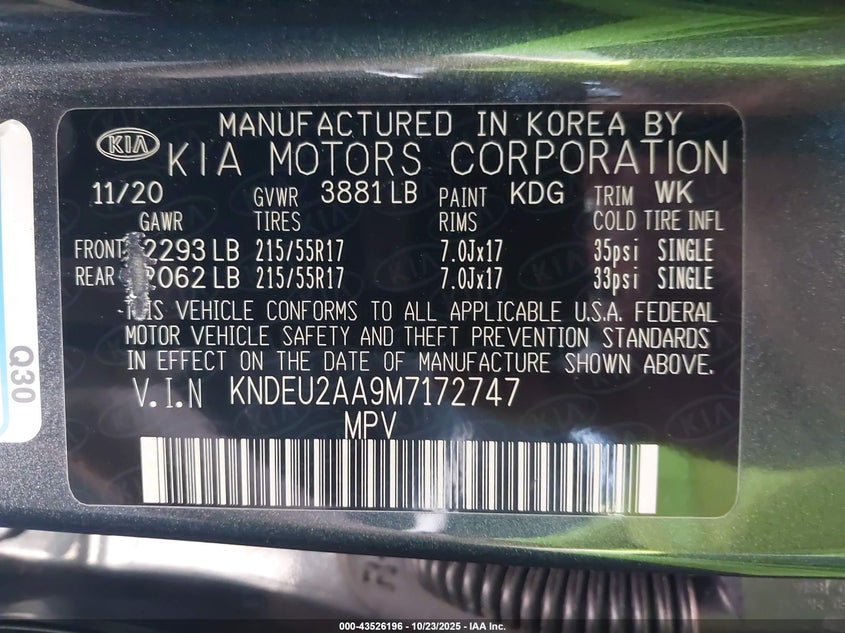 MANUFACTURED IN KOREA BY
KIA KIA MOTORS CORPORATION
11/20 GVWR 3881 LB PAINT KDG TRIM WK
GAWR TIRES RIMS COLD TIRE INFL
FRONT 2293 LB 215/55R17 7.0Jx17 35psi SINGLE
REAR 2062 LB 215/55R17 7.0Jx17 33psi SINGLE
THIS VEHICLE CONFORMS TO ALL APPLICABLE U.S.A. FEDERAL
MOTOR VEHICLE SAFETY AND THEFT PREVENTION STANDARDS
IN EFFECT ON THE DATE OF MANUFACTURE SHOWN ABOVE.
V.I.N KNDEU2AA9M7172747
MPV
Q30
000-43526196 - 10/23/2025 - IAA Inc.